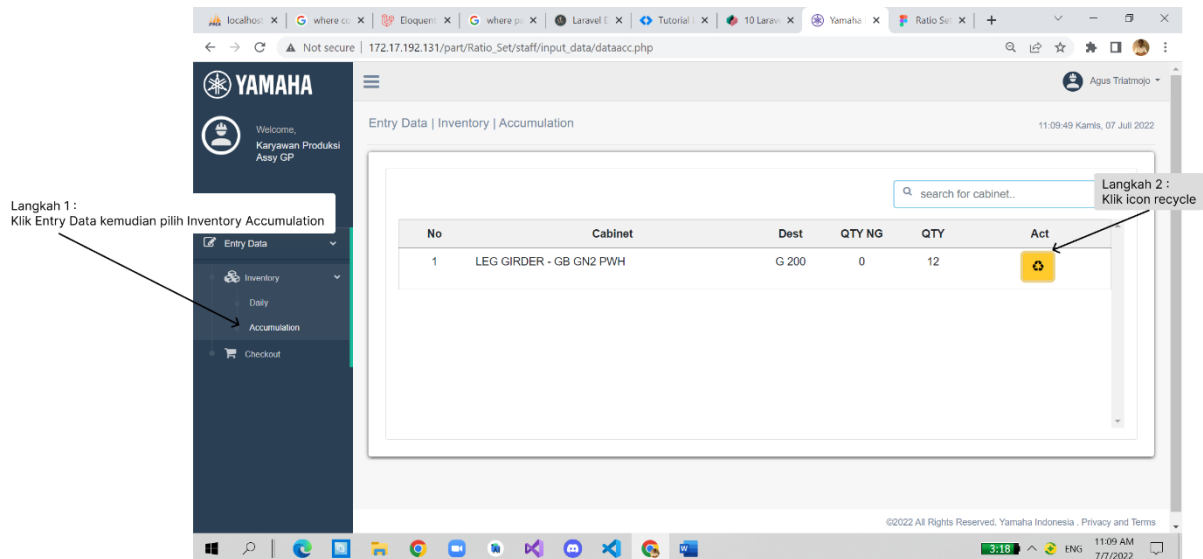 localhost
where co
Eloquent
where pa
Laravel E
Tutorial
10 Larav
Yamaha
Ratio Set
Not secure | 172.17.192.131/part/Ratio_Set/staff/input_data/dataacc.php
YAMAHA
Agus Triatmojo
Welcome,
Karyawan Produksi
Assy GP
Entry Data | Inventory | Accumulation
11:09:49 Kamis, 07 Juli 2022
Langkah 1 :
Klik Entry Data kemudian pilih Inventory Accumulation
search for cabinet..
Langkah 2 :
Klik icon recycle
Entry Data
Inventory
Daily
Accumulation
Checkout
No Cabinet Dest QTY NG QTY Act
1 LEG GIRDER - GB GN2 PWH G 200 0 12
©2022 All Rights Reserved. Yamaha Indonesia . Privacy and Terms
3:18 ENG 11:09 AM
7/7/2022